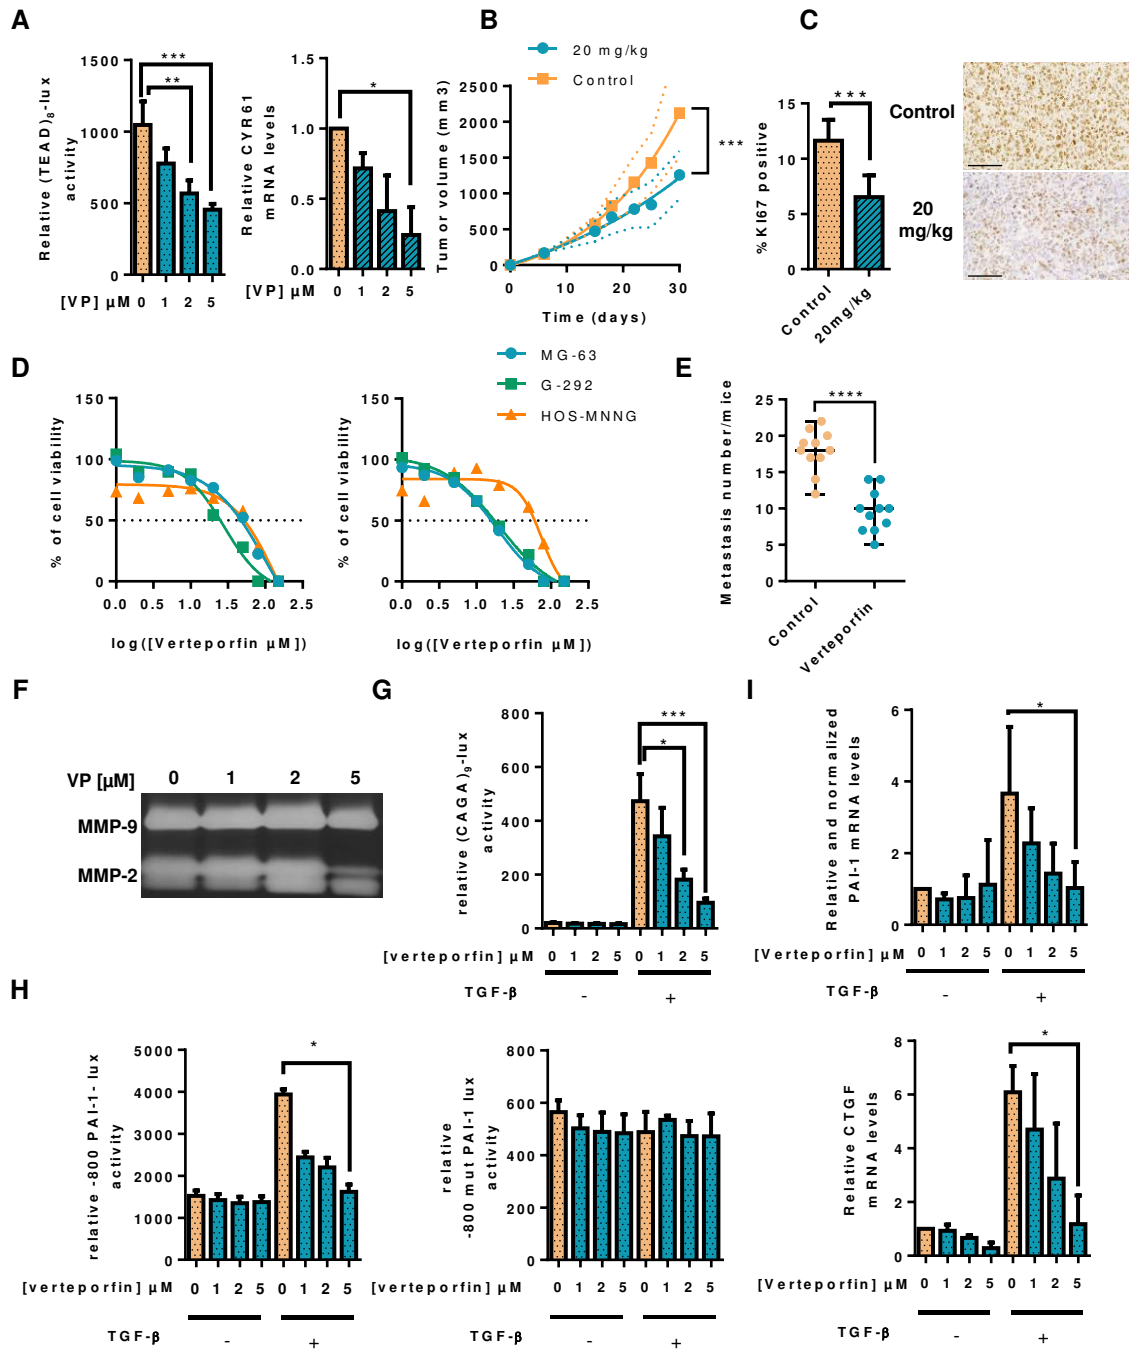 A
Relative (TEAD)8-lux
activity
1500
1000
500
0
***
**
[VP] µM 0 1 2 5
Relative CYR61
mRNA levels
1.5
1.0
0.5
0.0
*
[VP] µM 0 1 2 5
B
20 mg/kg
Control
Tumor volume (mm3)
2500
2000
1500
1000
500
0
***
0 10 20 30
Time (days)
C
%KI67 positive
15
10
5
0
***
Control
20mg/kg
Control
20
mg/kg
D
MG-63
G-292
HOS-MNNG
% of cell viability
150
100
50
0
0.0 0.5 1.0 1.5 2.0 2.5
log([Verteporfin µM])
% of cell viability
150
100
50
0
0.0 0.5 1.0 1.5 2.0 2.5
log([Verteporfin µM])
E
Metastasis number/mice
25
20
15
10
5
0
****
Control
Verteporfin
F
VP [µM] 0 1 2 5
MMP-9
MMP-2
G
relative (CAGA)9-lux
activity
800
600
400
200
0
***
*
[verteporfin] µM 0 1 2 5 0 1 2 5
TGF-β - +
I
Relative and normalized
PAI-1 mRNA levels
6
4
2
0
*
[Verteporfin] µM 0 1 2 5 0 1 2 5
TGF-β - +
H
relative -800 PAI-1- lux
activity
5000
4000
3000
2000
1000
0
*
[verteporfin] µM 0 1 2 5 0 1 2 5
TGF-β - +
relative
-800 mut PAI-1 lux
activity
800
600
400
200
0
[verteporfin] µM 0 1 2 5 0 1 2 5
TGF-β - +
Relative CTGF
mRNA levels
8
6
4
2
0
*
[Verteporfin] µM 0 1 2 5 0 1 2 5
TGF-β - +